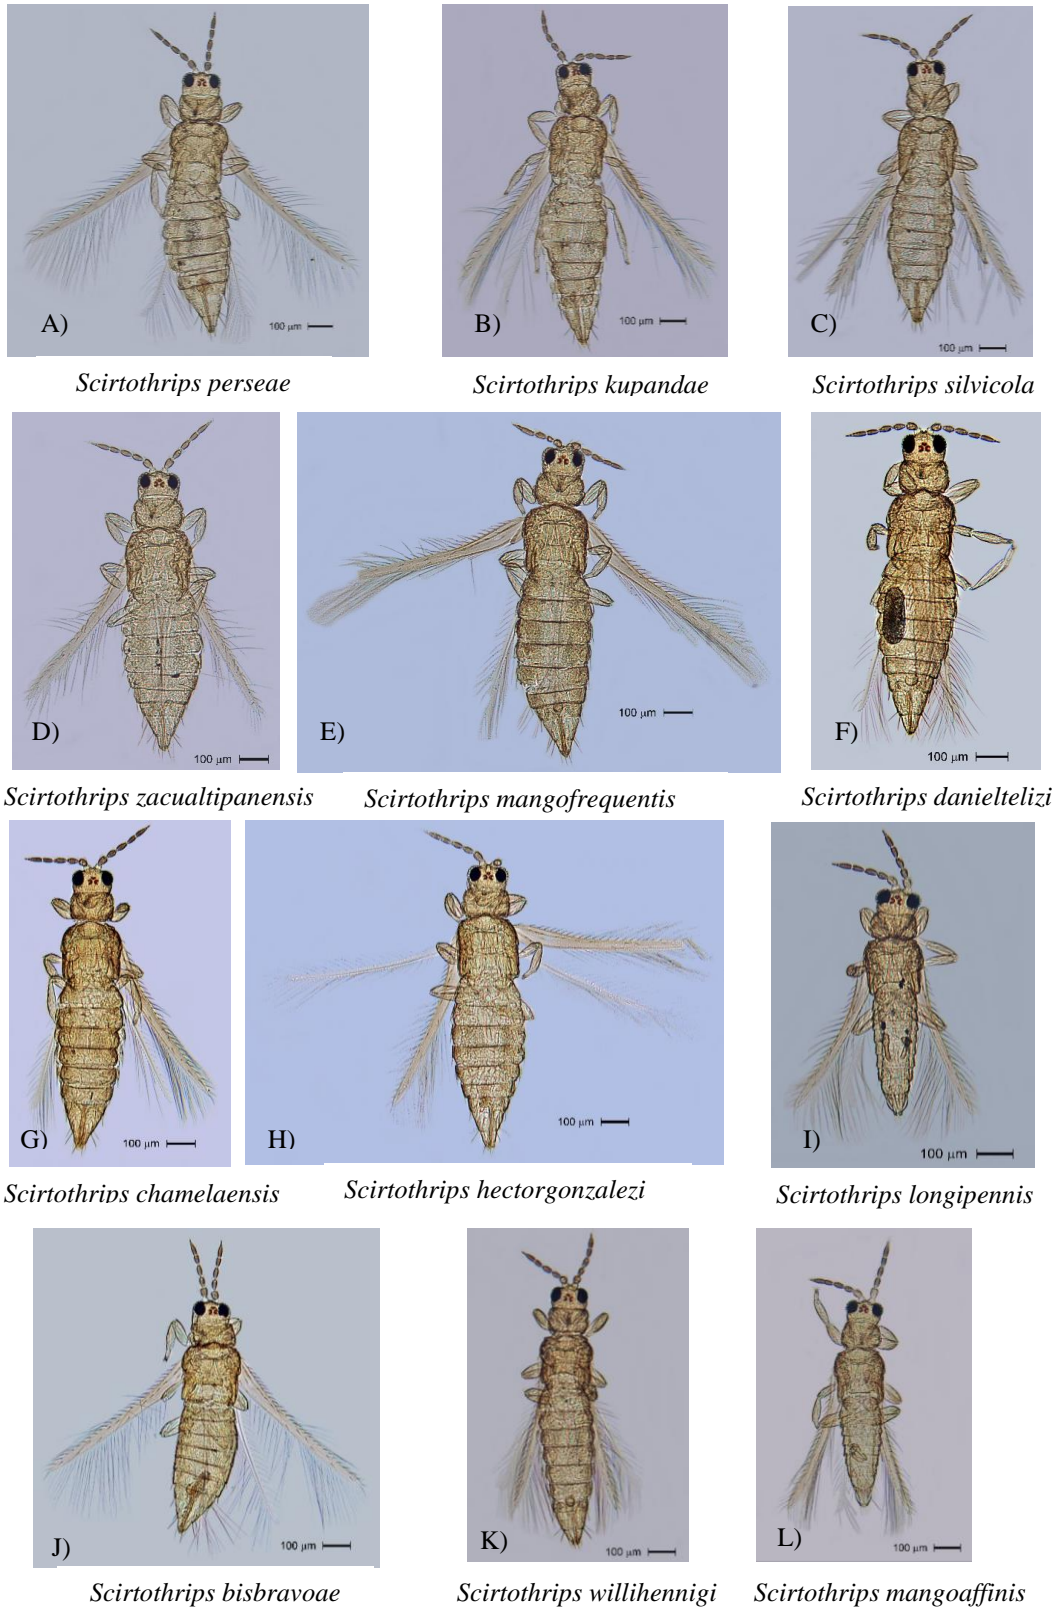 A)
100 µm
B)
100 µm
C)
100 µm
Scirtothrips perseae
Scirtothrips kupandae
Scirtothrips silvicola
D)
100 µm
E)
100 µm
F)
100 µm
Scirtothrips zacualtipanensis
Scirtothrips mangofrequentis
Scirtothrips danieltelizi
G)
100 µm
H)
100 µm
I)
100 µm
Scirtothrips chamelaensis
Scirtothrips hectorgonzalezi
Scirtothrips longipennis
J)
100 µm
K)
100 µm
L)
100 µm
Scirtothrips bisbravoae
Scirtothrips willihennigi
Scirtothrips mangoaffinis